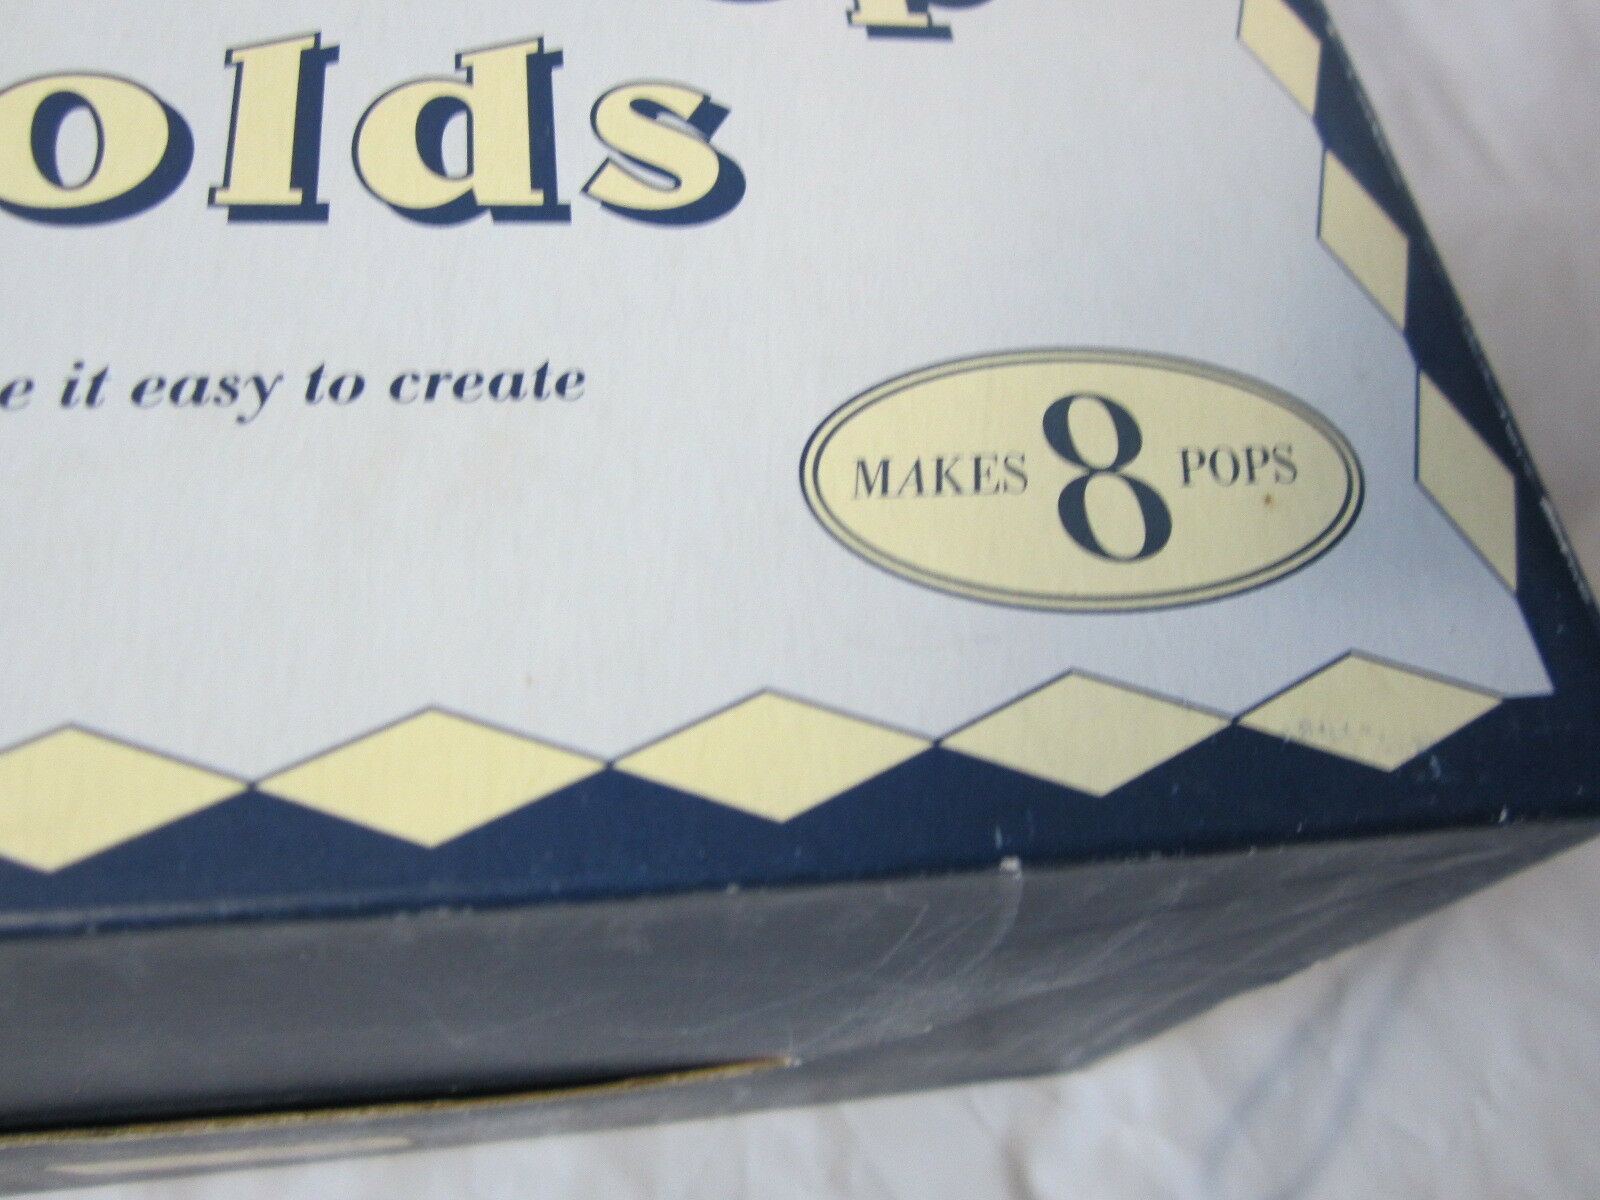 olds
e it easy to create
MAKES 8 POPS